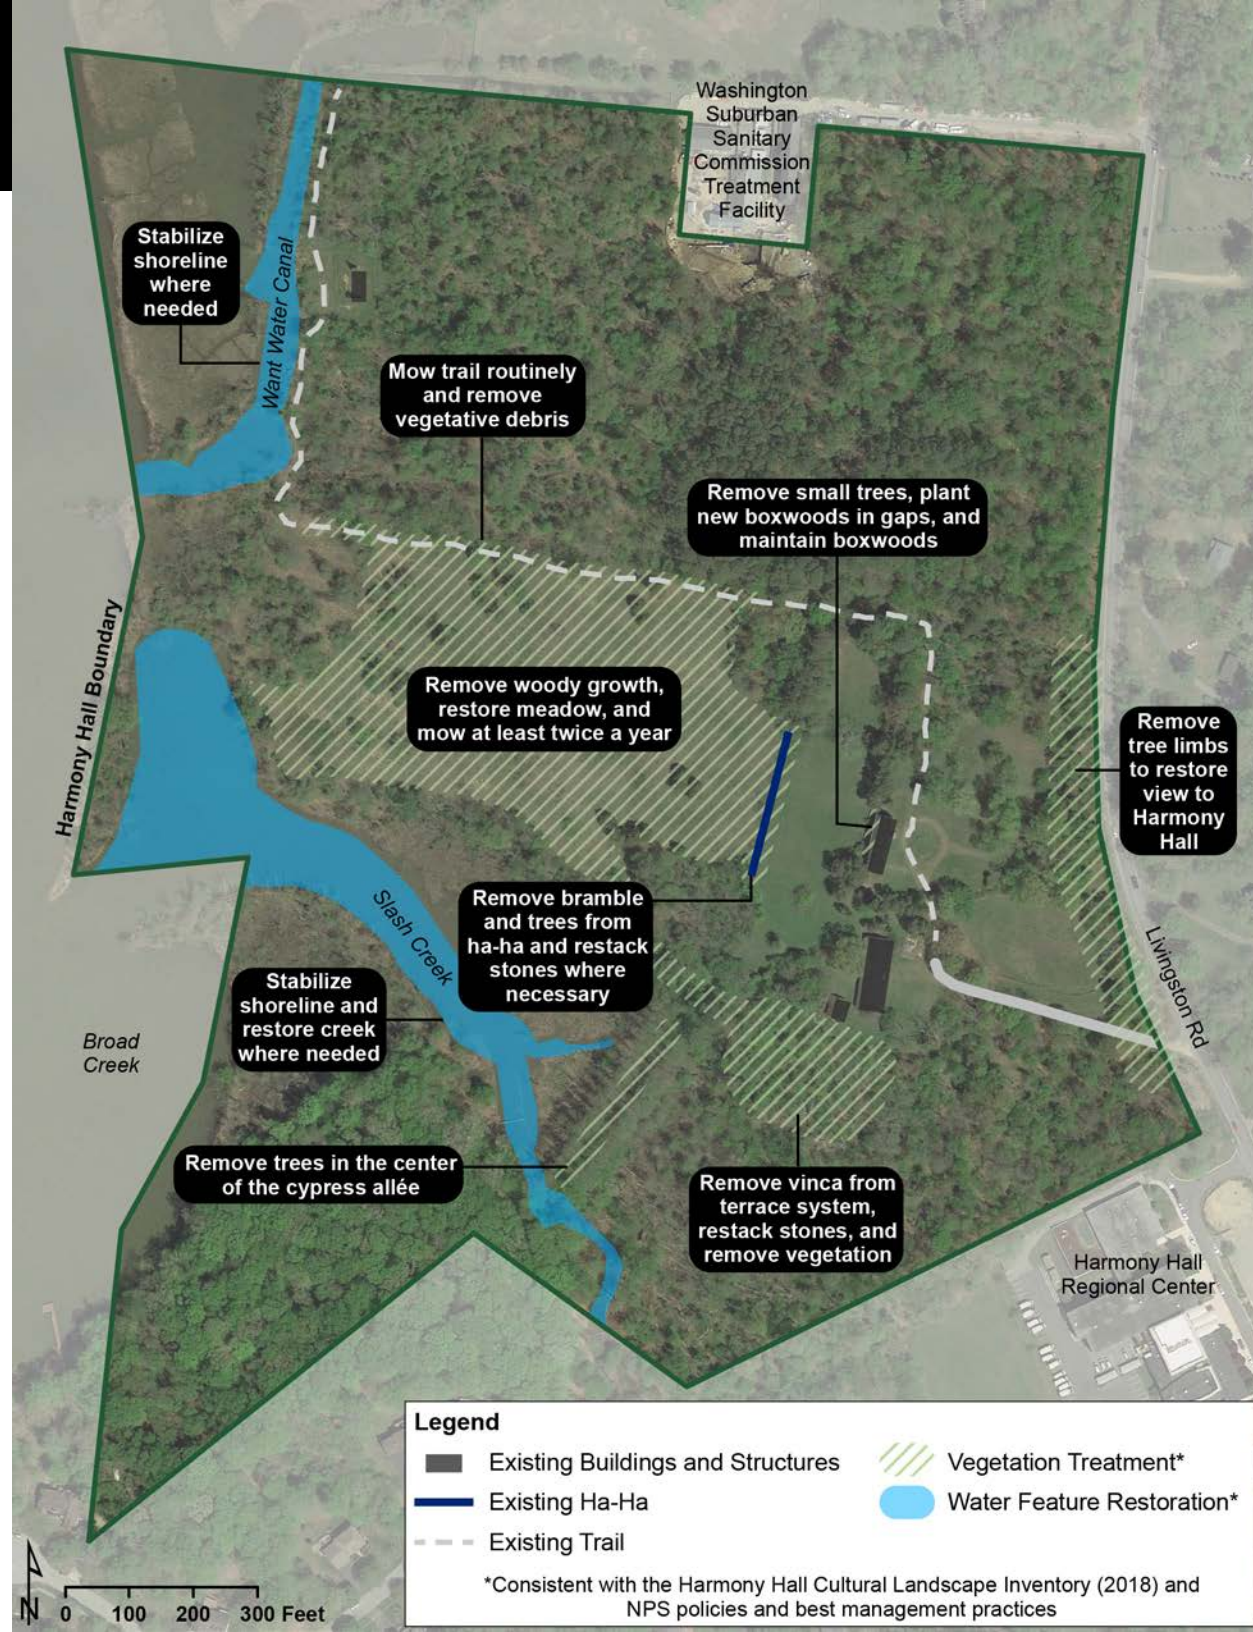 Washington
Suburban
Sanitary
Commission
Treatment
Facility
Stabilize
shoreline
where
needed
Want Water Canal
Mow trail routinely
and remove
vegetative debris
Remove small trees, plant
new boxwoods in gaps, and
maintain boxwoods
Harmony Hall Boundary
Remove woody growth,
restore meadow, and
mow at least twice a year
Remove
tree limbs
to restore
view to
Harmony
Hall
Slash Creek
Remove bramble
and trees from
ha-ha and restack
stones where
necessary
Livingston Rd
Stabilize
shoreline and
restore creek
where needed
Broad
Creek
Remove trees in the center
of the cypress allée
Remove vinca from
terrace system,
restack stones, and
remove vegetation
Harmony Hall
Regional Center
Legend
Existing Buildings and Structures
Existing Ha-Ha
Existing Trail
Vegetation Treatment*
Water Feature Restoration*
*Consistent with the Harmony Hall Cultural Landscape Inventory (2018) and
NPS policies and best management practices
N
0 100 200 300 Feet